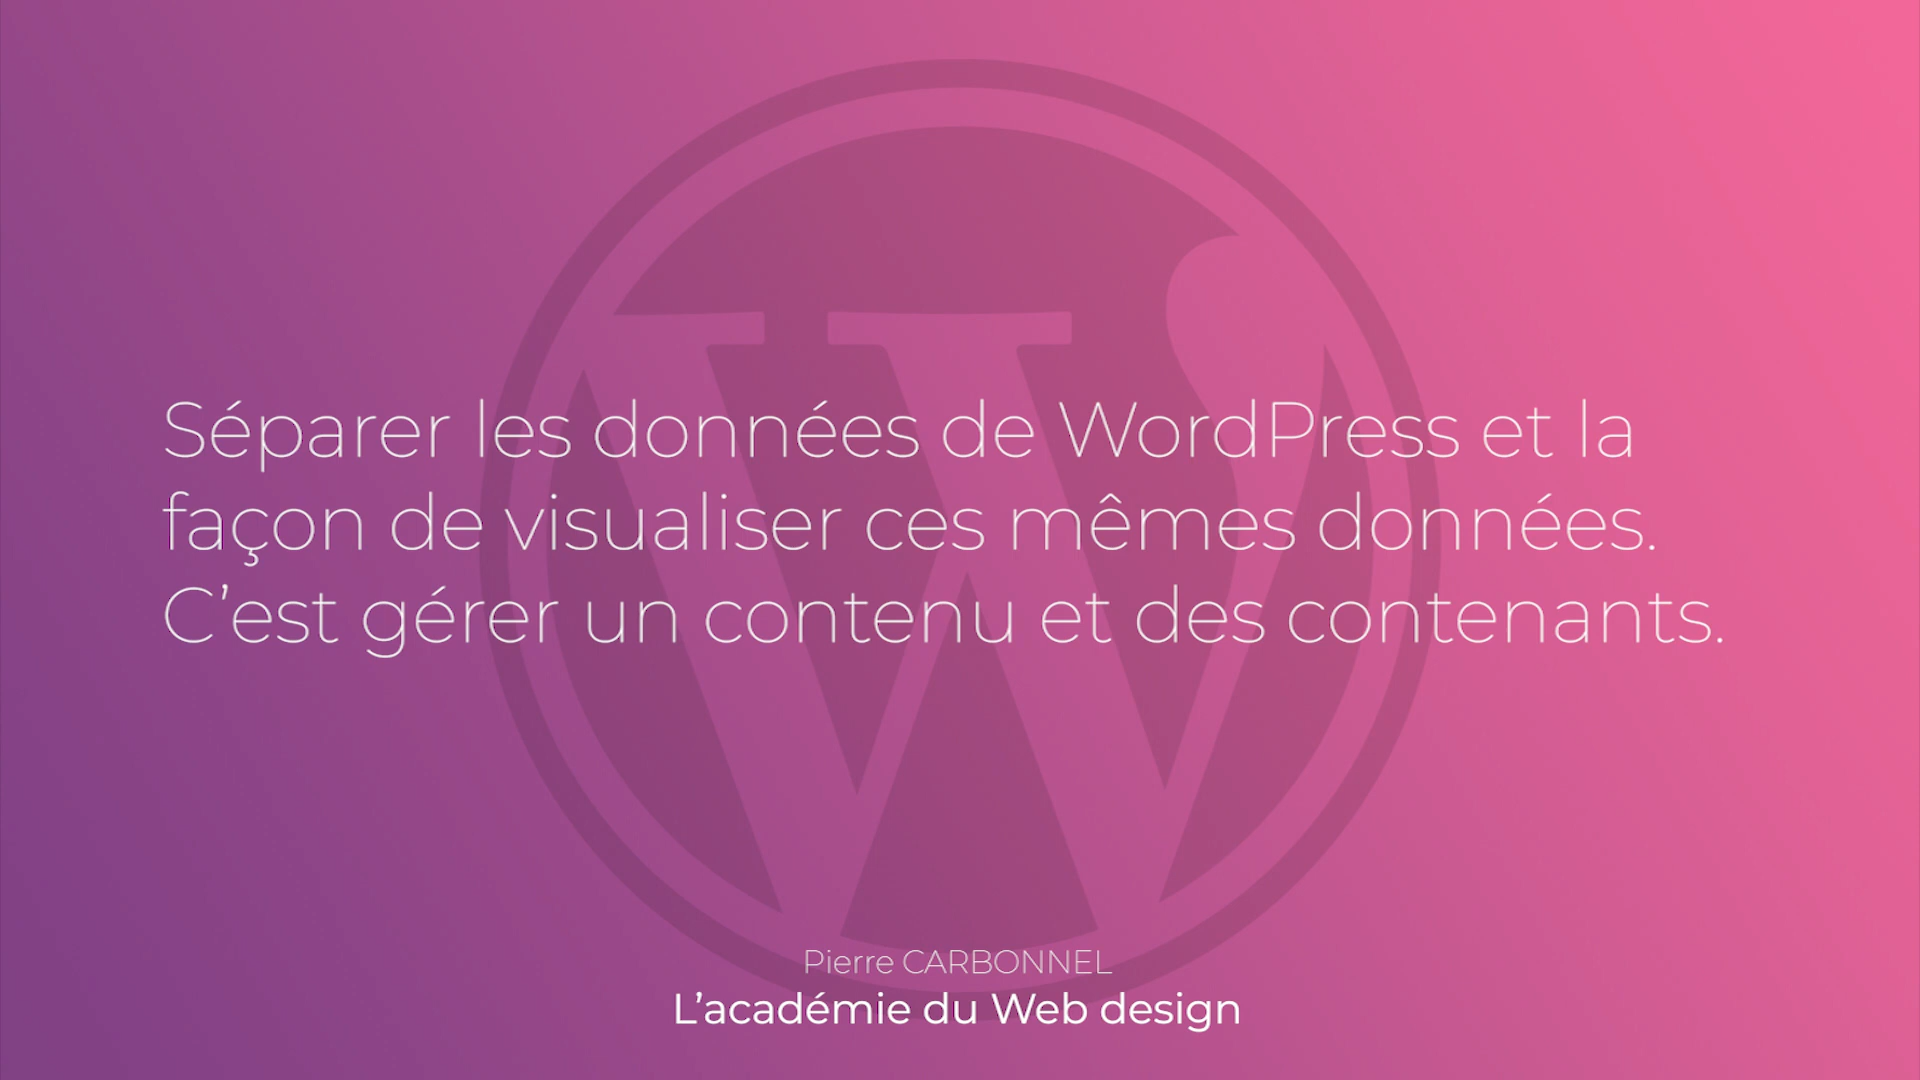 Séparer les données de WordPress et la
façon de visualiser ces mêmes données.
C’est gérer un contenu et des contenants.
Pierre CARBONNEL
L’académie du Web design